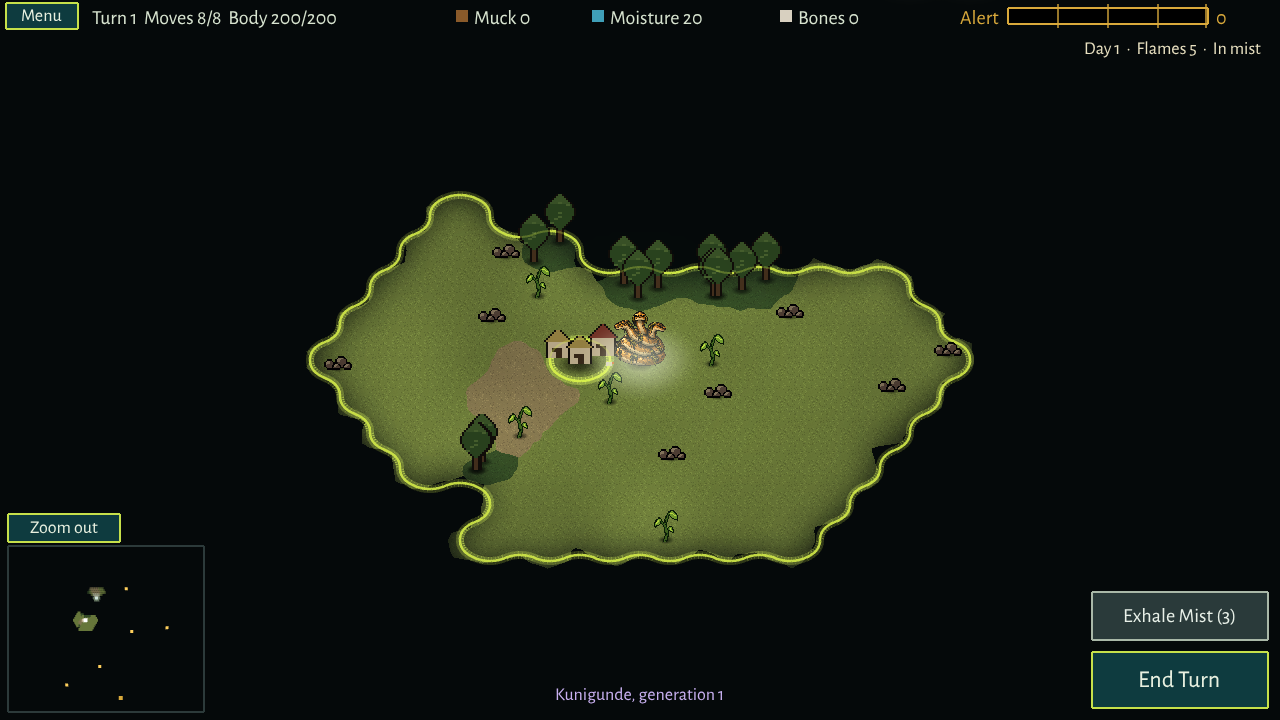 Menu
Turn 1 Moves 8/8 Body 200/200
Muck 0
Moisture 20
Bones 0
Alert
0
Day 1 · Flames 5 · In mist
Zoom out
Exhale Mist (3)
End Turn
Kunigunde, generation 1